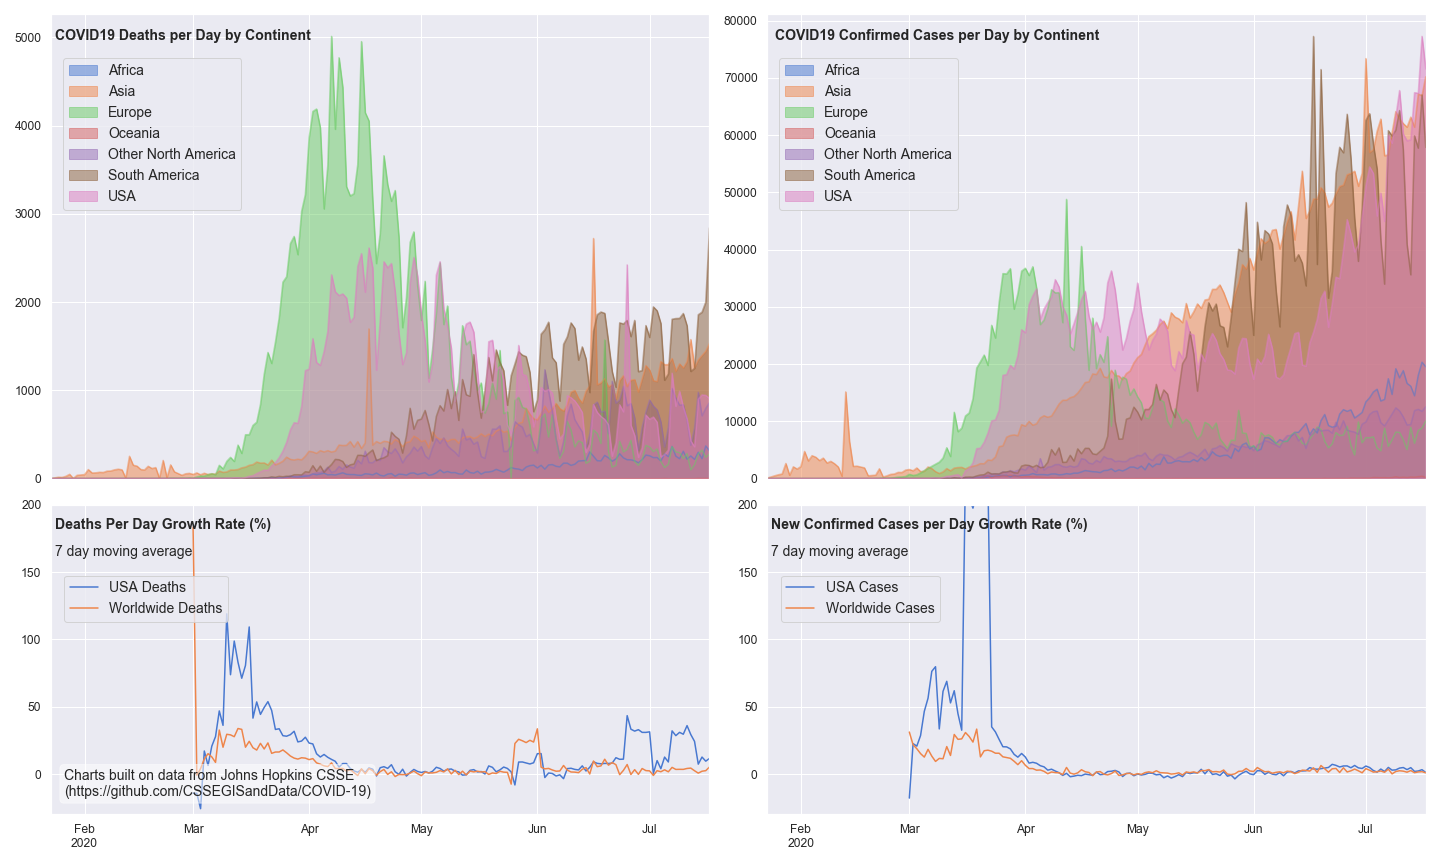 COVID19 Deaths per Day by Continent
Africa
Asia
Europe
Oceania
Other North America
South America
USA
5000
4000
3000
2000
1000
0
COVID19 Confirmed Cases per Day by Continent
Africa
Asia
Europe
Oceania
Other North America
South America
USA
80000
70000
60000
50000
40000
30000
20000
10000
0
Deaths Per Day Growth Rate (%)
7 day moving average
USA Deaths
Worldwide Deaths
200
150
100
50
0
Charts built on data from Johns Hopkins CSSE
(https://github.com/CSSEGISandData/COVID-19)
Feb Mar Apr May Jun Jul
2020
New Confirmed Cases per Day Growth Rate (%)
7 day moving average
USA Cases
Worldwide Cases
200
150
100
50
0
Feb Mar Apr May Jun Jul
2020